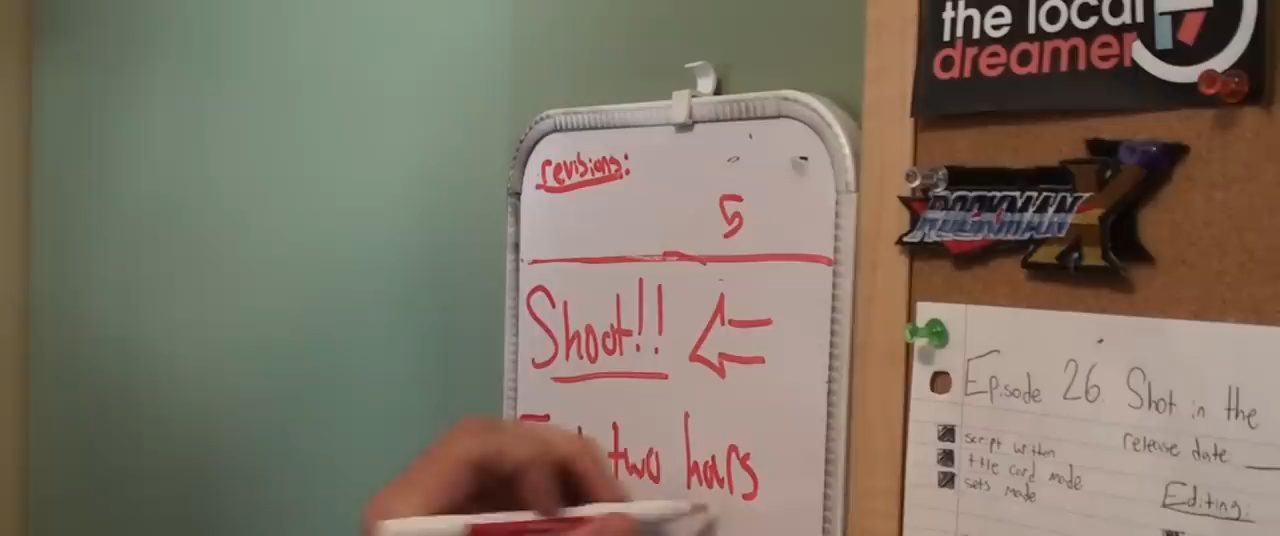 the local
dreamer
revisions:
5
ROCKMAN X
Shoot!!
two hours
Episode 26. Shot in the
release date
script written
title card made
sets made
Editing: